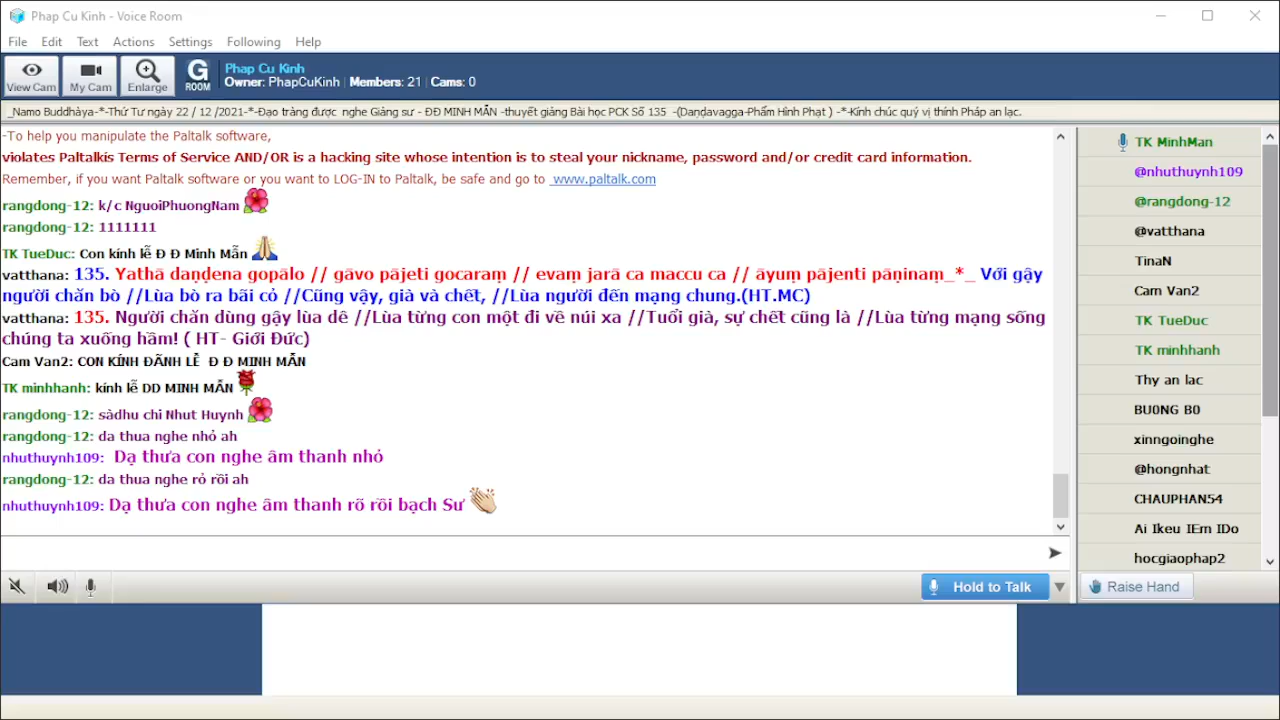 Phap Cu Kinh - Voice Room
File Edit Text Actions Settings Following Help
View Cam
My Cam
Enlarge
G
ROOM
Phap Cu Kinh
Owner: PhapCuKinh | Members: 21 | Cams: 0
_Namo Buddhàya-*-Thứ Tư ngày 22 / 12 /2021-*-Đạo tràng được nghe Giảng sư - ĐĐ MINH MẪN -thuyết giảng Bài học PCK Số 135 -(Daṇḍavagga-Phẩm Hình Phạt ) -*-Kính chúc quý vị thính Pháp an lạc.
-To help you manipulate the Paltalk software,
violates Paltalkís Terms of Service AND/OR is a hacking site whose intention is to steal your nickname, password and/or credit card information.
Remember, if you want Paltalk software or you want to LOG-IN to Paltalk, be safe and go to www.paltalk.com
rangdong-12: k/c NguoiPhuongNam
rangdong-12: 1111111
TK TueDuc: Con kính lễ Đ Đ Minh Mẫn
vatthana: 135. Yathā daṇḍena gopālo // gāvo pājeti gocaraṃ // evaṃ jarā ca maccu ca // āyuṃ pājenti pāṇinaṃ_*_ Với gậy
người chăn bò //Lùa bò ra bãi cỏ //Cũng vậy, già và chết, //Lùa người đến mạng chung.(HT.MC)
vatthana: 135. Người chăn dùng gậy lùa dê //Lùa từng con một đi về núi xa //Tuổi già, sự chết cũng là //Lùa từng mạng sống
chúng ta xuống hầm! ( HT- Giới Đức)
Cam Van2: CON KÍNH ĐÃNH LỄ Đ Đ MINH MẪN
TK minhhanh: kính lễ DD MINH MẪN
rangdong-12: sàdhu chi Nhut Huynh
rangdong-12: da thua nghe nhỏ ah
nhuthuynh109: Dạ thưa con nghe âm thanh nhỏ
rangdong-12: da thua nghe rỏ rồi ah
nhuthuynh109: Dạ thưa con nghe âm thanh rõ rồi bạch Sư
Hold to Talk
TK MinhMan
@nhuthuynh109
@rangdong-12
@vatthana
TinaN
Cam Van2
TK TueDuc
TK minhhanh
Thy an lac
BU0NG B0
xinngoinghe
@hongnhat
CHAUPHAN54
Ai Ikeu IEm IDo
hocgiaophap2
Raise Hand